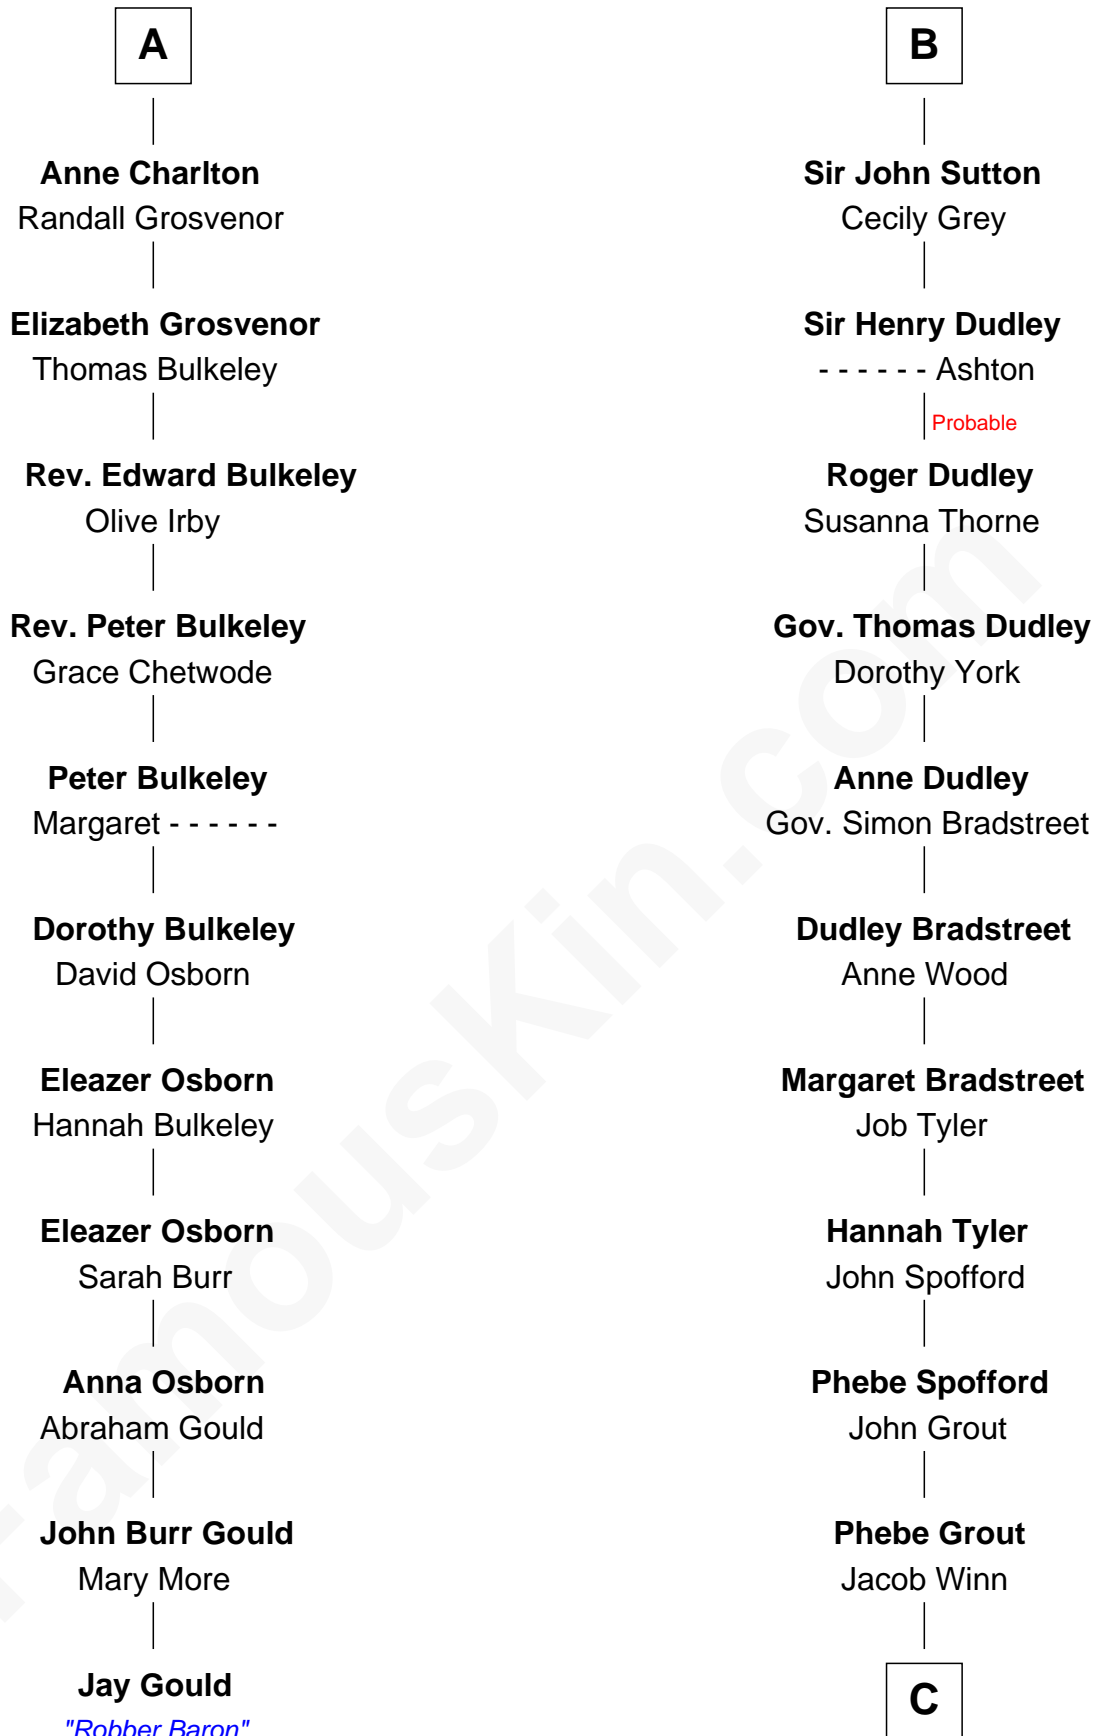 A
Anne Charlton
Randall Grosvenor
Elizabeth Grosvenor
Thomas Bulkeley
Rev. Edward Bulkeley
Olive Irby
Rev. Peter Bulkeley
Grace Chetwode
Peter Bulkeley
Margaret - - - - - -
Dorothy Bulkeley
David Osborn
Eleazer Osborn
Hannah Bulkeley
Eleazer Osborn
Sarah Burr
Anna Osborn
Abraham Gould
John Burr Gould
Mary More
Jay Gould
"Robber Baron"
B
Sir John Sutton
Cecily Grey
Sir Henry Dudley
- - - - - - Ashton
Probable
Roger Dudley
Susanna Thorne
Gov. Thomas Dudley
Dorothy York
Anne Dudley
Gov. Simon Bradstreet
Dudley Bradstreet
Anne Wood
Margaret Bradstreet
Job Tyler
Hannah Tyler
John Spofford
Phebe Spofford
John Grout
Phebe Grout
Jacob Winn
C
FamousKin.com